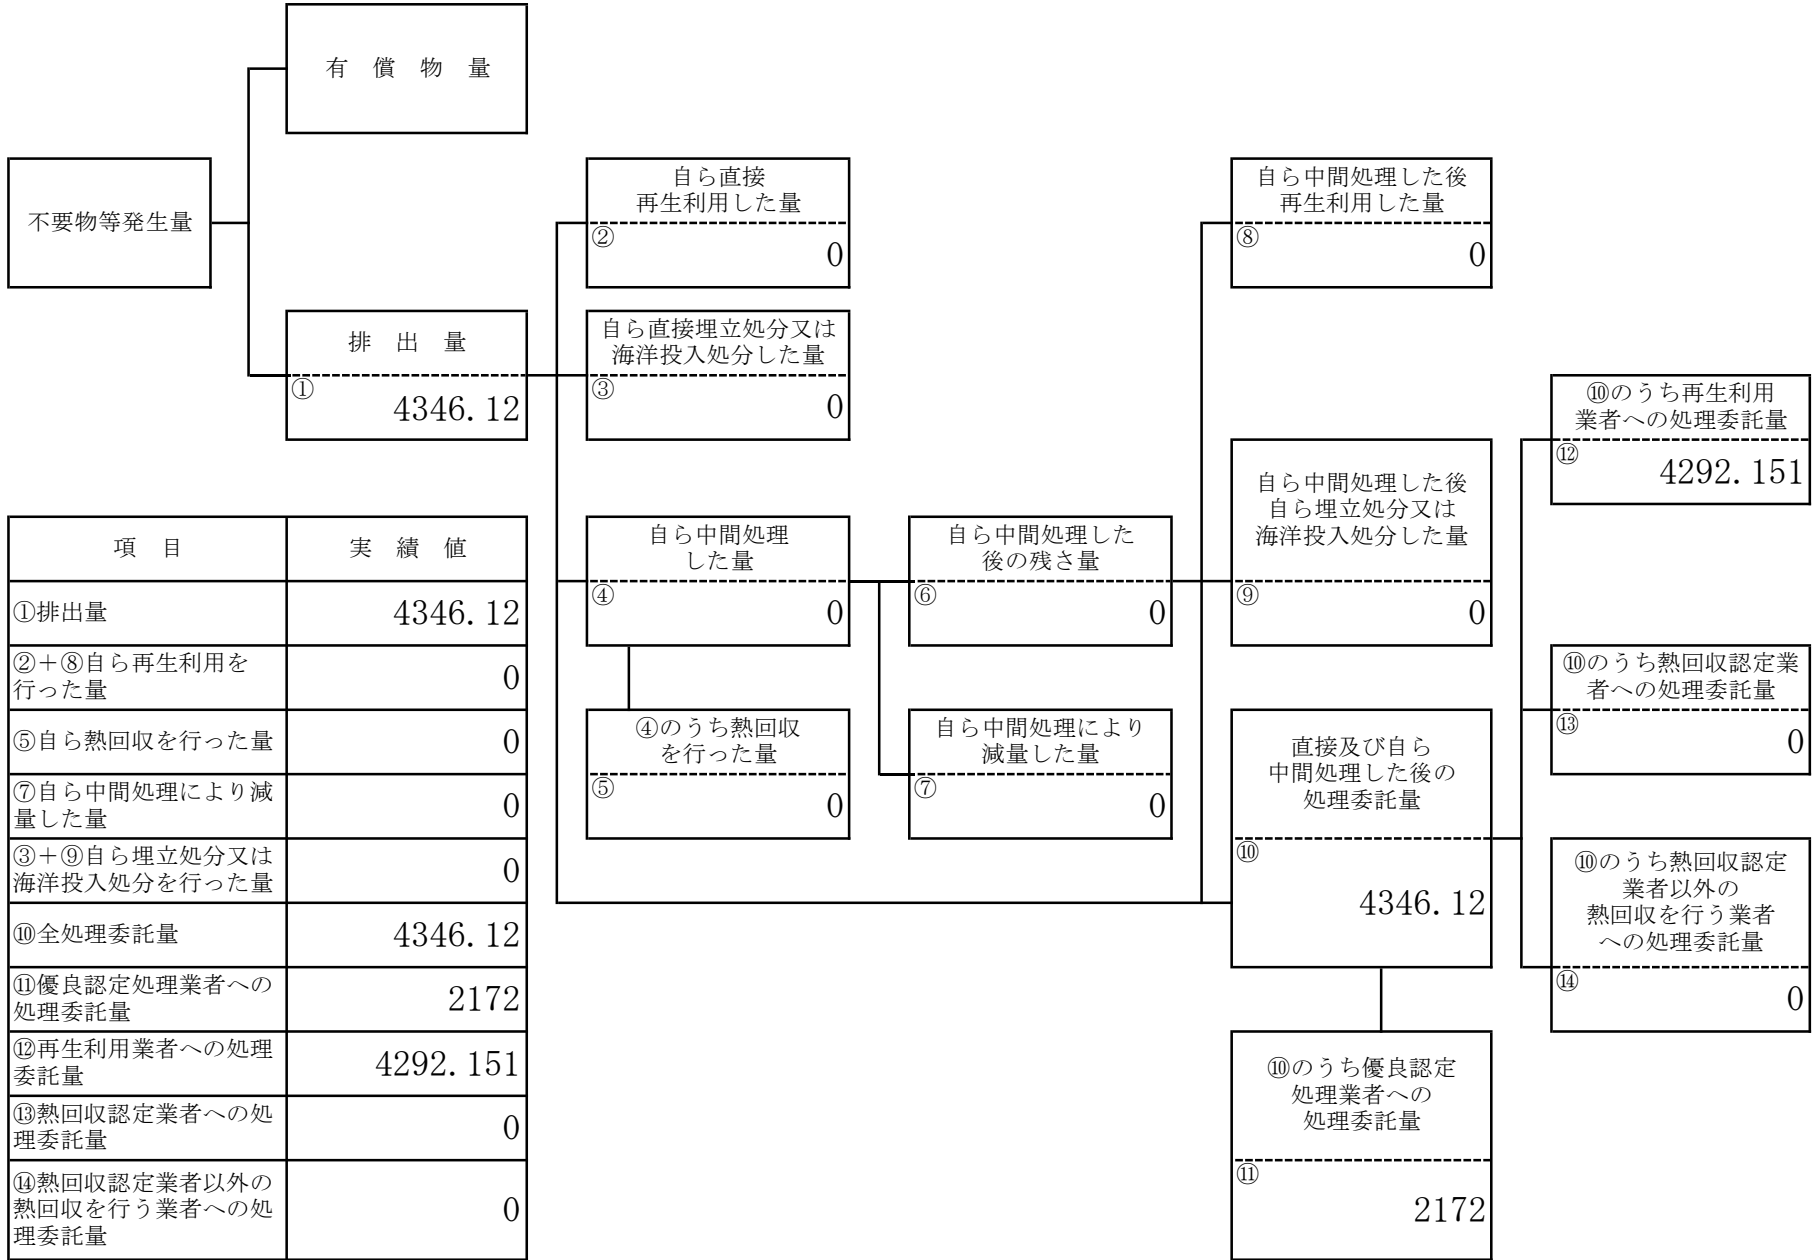 有 償 物 量
不要物等発生量
排 出 量
①
4346.12
自ら直接
再生利用した量
②
0
自ら直接埋立処分又は
海洋投入処分した量
③
0
自ら中間処理
した量
④
0
④のうち熱回収
を行った量
⑤
0
自ら中間処理した
後の残さ量
⑥
0
自ら中間処理により
減量した量
⑦
0
自ら中間処理した後
再生利用した量
⑧
0
自ら中間処理した後
自ら埋立処分又は
海洋投入処分した量
⑨
0
直接及び自ら
中間処理した後の
処理委託量
⑩
4346.12
⑩のうち優良認定
処理業者への
処理委託量
⑪
2172
⑩のうち再生利用
業者への処理委託量
⑫
4292.151
⑩のうち熱回収認定業
者への処理委託量
⑬
0
⑩のうち熱回収認定
業者以外の
熱回収を行う業者
への処理委託量
⑭
0
項 目 実 績 値
①排出量 4346.12
②＋⑧自ら再生利用を
行った量 0
⑤自ら熱回収を行った量 0
⑦自ら中間処理により減
量した量 0
③＋⑨自ら埋立処分又は
海洋投入処分を行った量 0
⑩全処理委託量 4346.12
⑪優良認定処理業者への
処理委託量 2172
⑫再生利用業者への処理
委託量 4292.151
⑬熱回収認定業者への処
理委託量 0
⑭熱回収認定業者以外の
熱回収を行う業者への処
理委託量 0